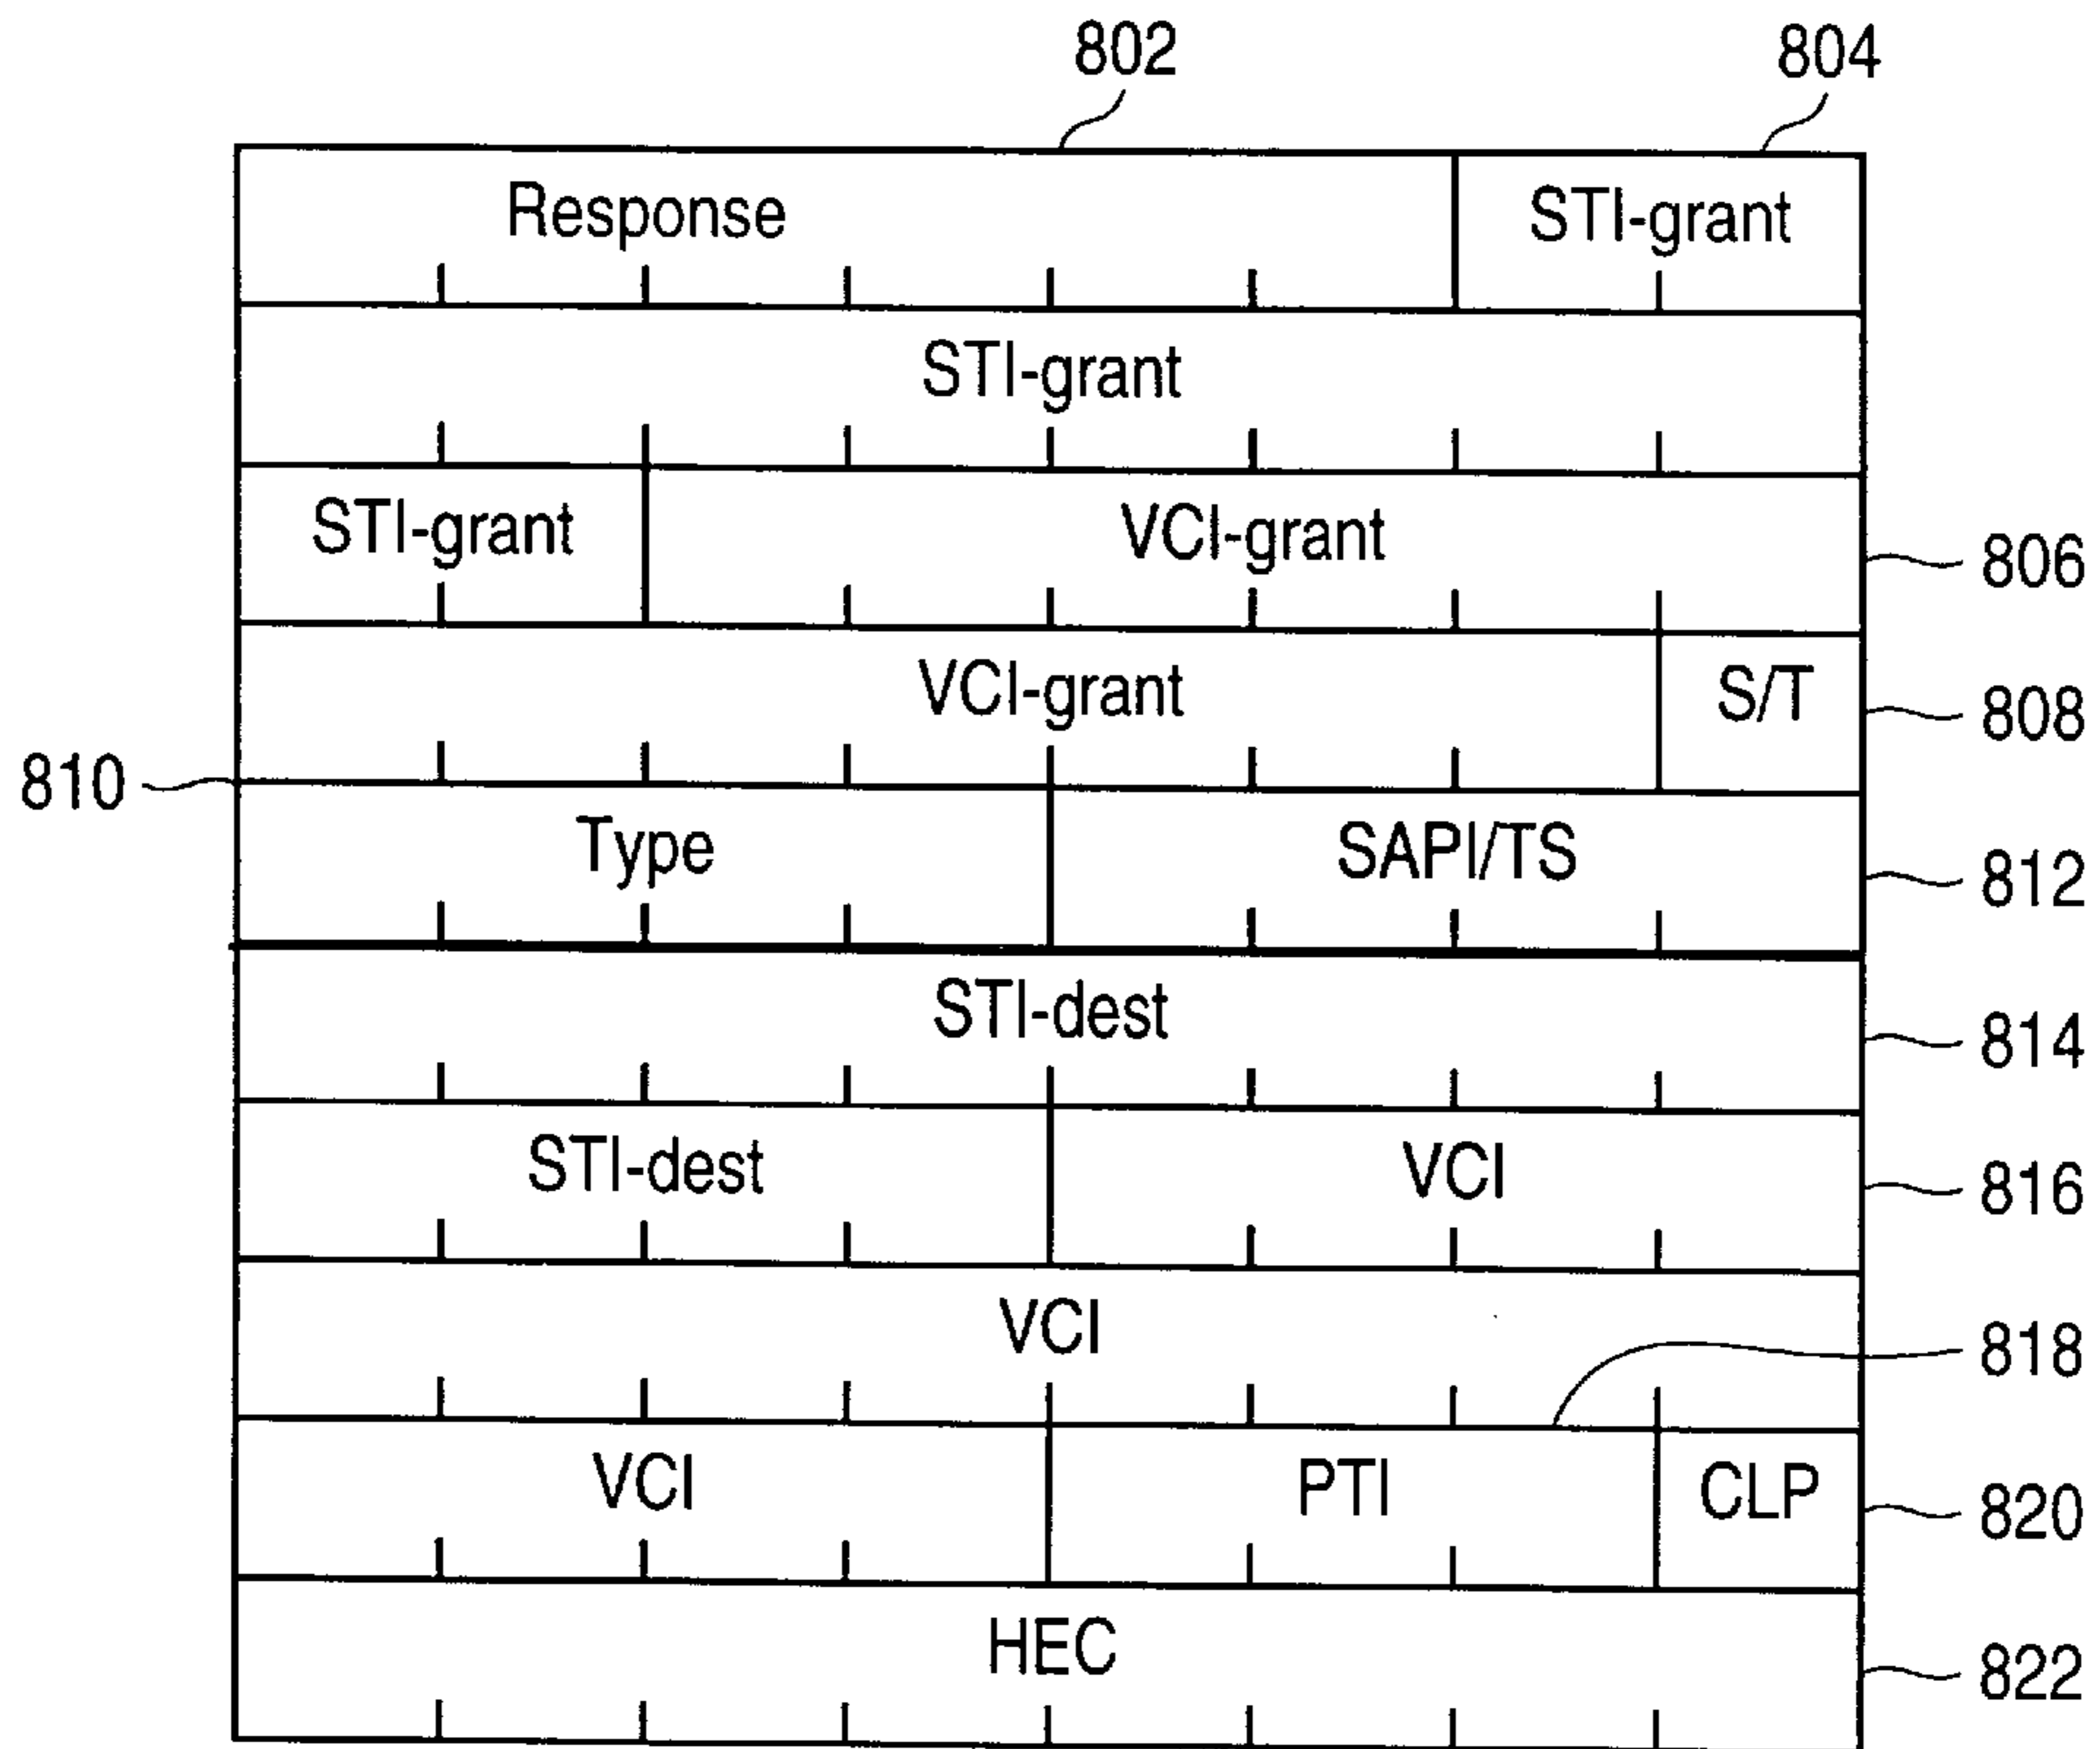 802 804
Response STI-grant
STI-grant
STI-grant VCI-grant 806
VCI-grant S/T 808
810
Type SAPI/TS 812
STI-dest 814
STI-dest VCI 816
VCI 818
VCI PTI CLP 820
HEC 822